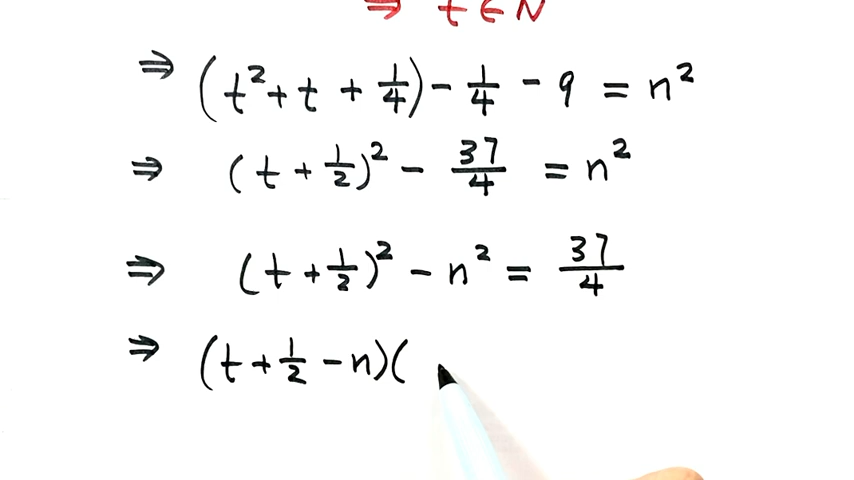 ⇒ t ∈ N
⇒ (t² + t + 1/4) - 1/4 - 9 = n²
⇒ (t + 1/2)² - 37/4 = n²
⇒ (t + 1/2)² - n² = 37/4
⇒ (t + 1/2 - n)(